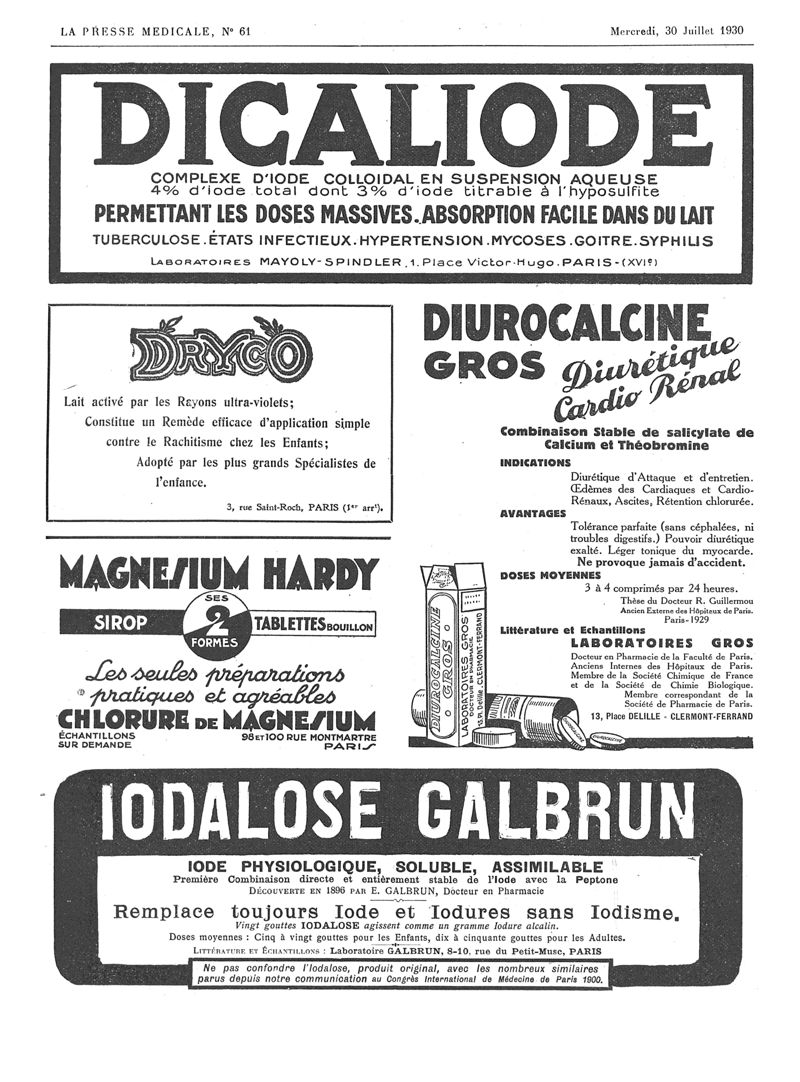 LA PRESSE MEDICALE, N° 61
Mercredi, 30 Juillet 1930
DICALIODE
COMPLEXE D'IODE COLLOIDAL EN SUSPENSION AQUEUSE
4% d'iode total dont 3% d'iode titrable à l'hyposulfite
PERMETTANT LES DOSES MASSIVES. ABSORPTION FACILE DANS DU LAIT
TUBERCULOSE. ÉTATS INFECTIEUX. HYPERTENSION. MYCOSES. GOITRE. SYPHILIS
LABORATOIRES MAYOLY-SPINDLER, 1. Place Victor-Hugo. PARIS-(XVIe)
DRYCO
Lait activé par les Rayons ultra-violets;
Constitue un Remède efficace d'application simple
contre le Rachitisme chez les Enfants;
Adopté par les plus grands Spécialistes de
l'enfance.
3, rue Saint-Roch, PARIS (1er arrt).
MAGNESIUM HARDY
SIROP
SES
2
FORMES
TABLETTES BOUILLON
Les seules préparations
pratiques et agréables
CHLORURE DE MAGNESIUM
ÉCHANTILLONS
SUR DEMANDE
98 ET 100 RUE MONTMARTRE
PARIS
DIUROCALCINE
GROS
Diurétique
Cardio Rénal
Combinaison Stable de salicylate de
Calcium et Théobromine
INDICATIONS
Diurétique d'Attaque et d'entretien.
Œdèmes des Cardiaques et Cardio-
Rénaux, Ascites, Rétention chlorurée.
AVANTAGES
Tolérance parfaite (sans céphalées, ni
troubles digestifs.) Pouvoir diurétique
exalté. Léger tonique du myocarde.
Ne provoque jamais d'accident.
DOSES MOYENNES
3 à 4 comprimés par 24 heures.
Thèse du Docteur R. Guillermou
Ancien Externe des Hôpiteux de Paris.
Paris-1929
Littérature et Echantillons
LABORATOIRES GROS
Docteur en Pharmacie de la Faculté de Paris.
Anciens Internes des Hôpitaux de Paris.
Membre de la Société Chimique de France
et de la Société de Chimie Biologique.
Membre correspondant de la
Société de Pharmacie de Paris.
13, Place DELILLE - CLERMONT-FERRAND
DIUROCALCINE
GROS
LABORATOIRES GROS
DOCTEUR EN PHARMACIE
13, Pl. Delille. CLERMONT-FERRAND
DIUROCALCINE
IODALOSE GALBRUN
IODE PHYSIOLOGIQUE, SOLUBLE, ASSIMILABLE
Première Combinaison directe et entièrement stable de l'Iode avec la Peptone
DÉCOUVERTE EN 1896 PAR E. GALBRUN, Docteur en Pharmacie
Remplace toujours Iode et Iodures sans Iodisme.
Vingt gouttes IODALOSE agissent comme un gramme Iodure alcalin.
Doses moyennes : Cinq à vingt gouttes pour les Enfants, dix à cinquante gouttes pour les Adultes.
LITTÉRATURE ET ÉCHANTILLONS : Laboratoire GALBRUN, 8-10, rue du Petit-Musc, PARIS
Ne pas confondre l'Iodalose, produit original, avec les nombreux similaires
parus depuis notre communication au Congrès International de Médecine de Paris 1900.